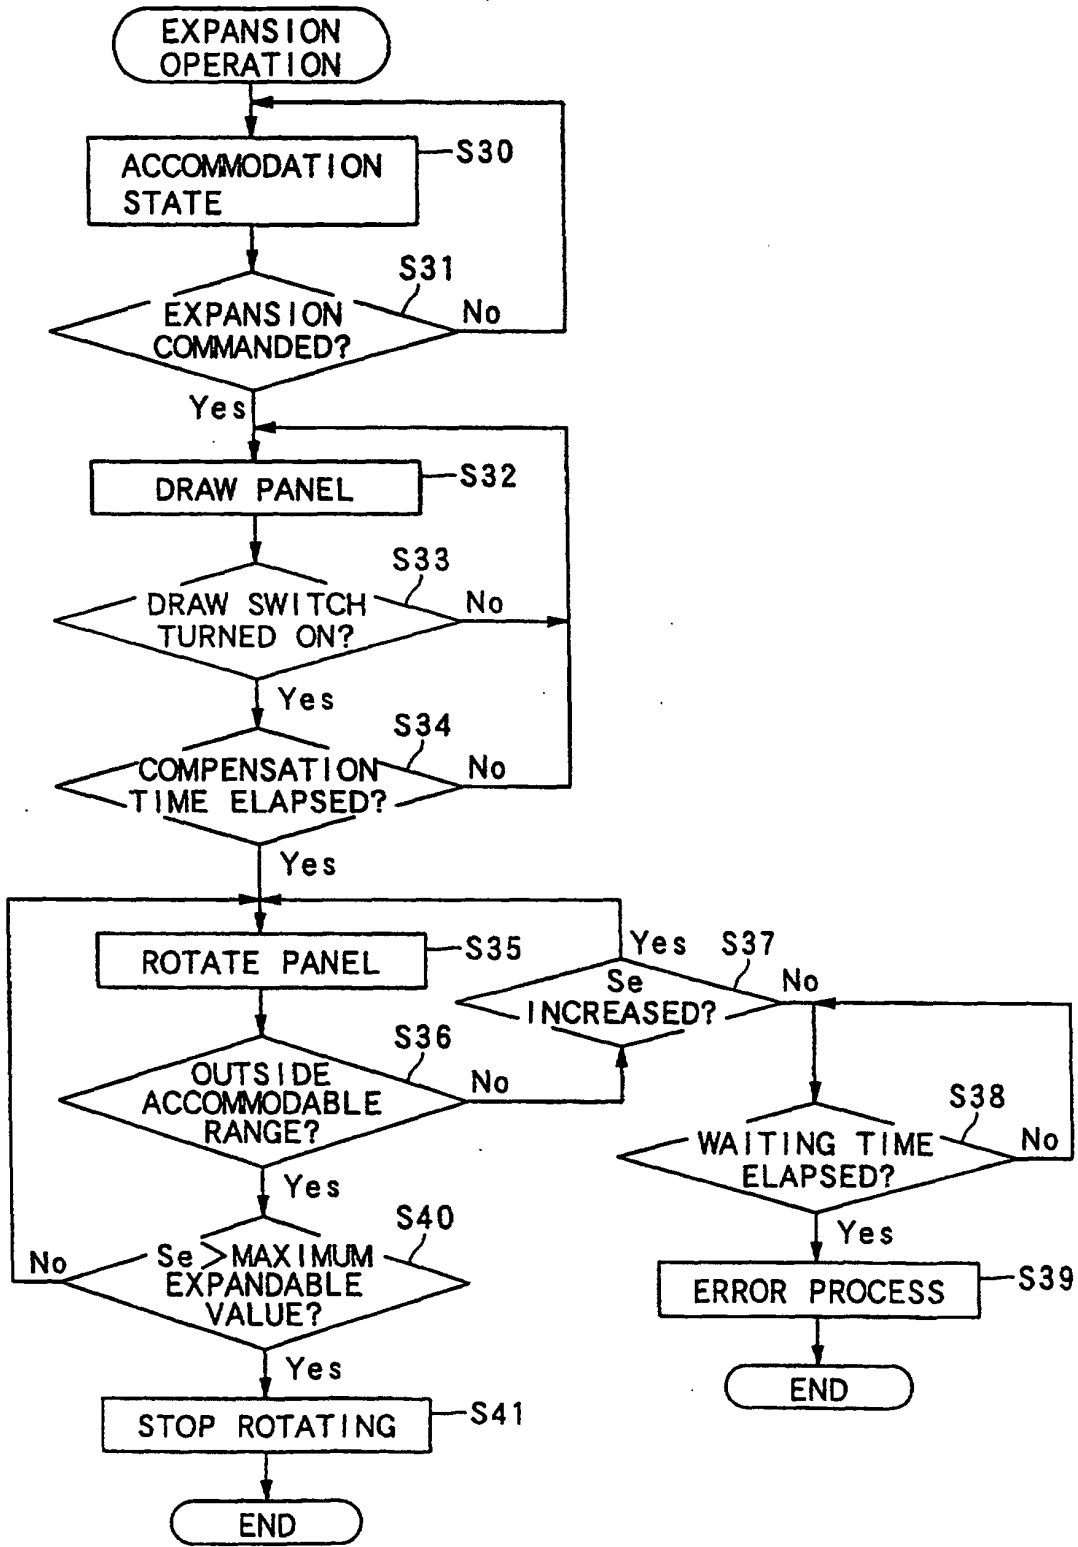 EXPANSION
OPERATION
S30
ACCOMMODATION
STATE
S31
EXPANSION
COMMANDED?
No
Yes
S32
DRAW PANEL
S33
DRAW SWITCH
TURNED ON?
No
Yes
S34
COMPENSATION
TIME ELAPSED?
No
Yes
S35
ROTATE PANEL
S36
OUTSIDE
ACCOMMODABLE
RANGE?
No
Yes
S37
Se
INCREASED?
Yes
No
S38
WAITING TIME
ELAPSED?
No
Yes
S39
ERROR PROCESS
END
S40
Se >MAXIMUM
EXPANDABLE
VALUE?
No
Yes
S41
STOP ROTATING
END